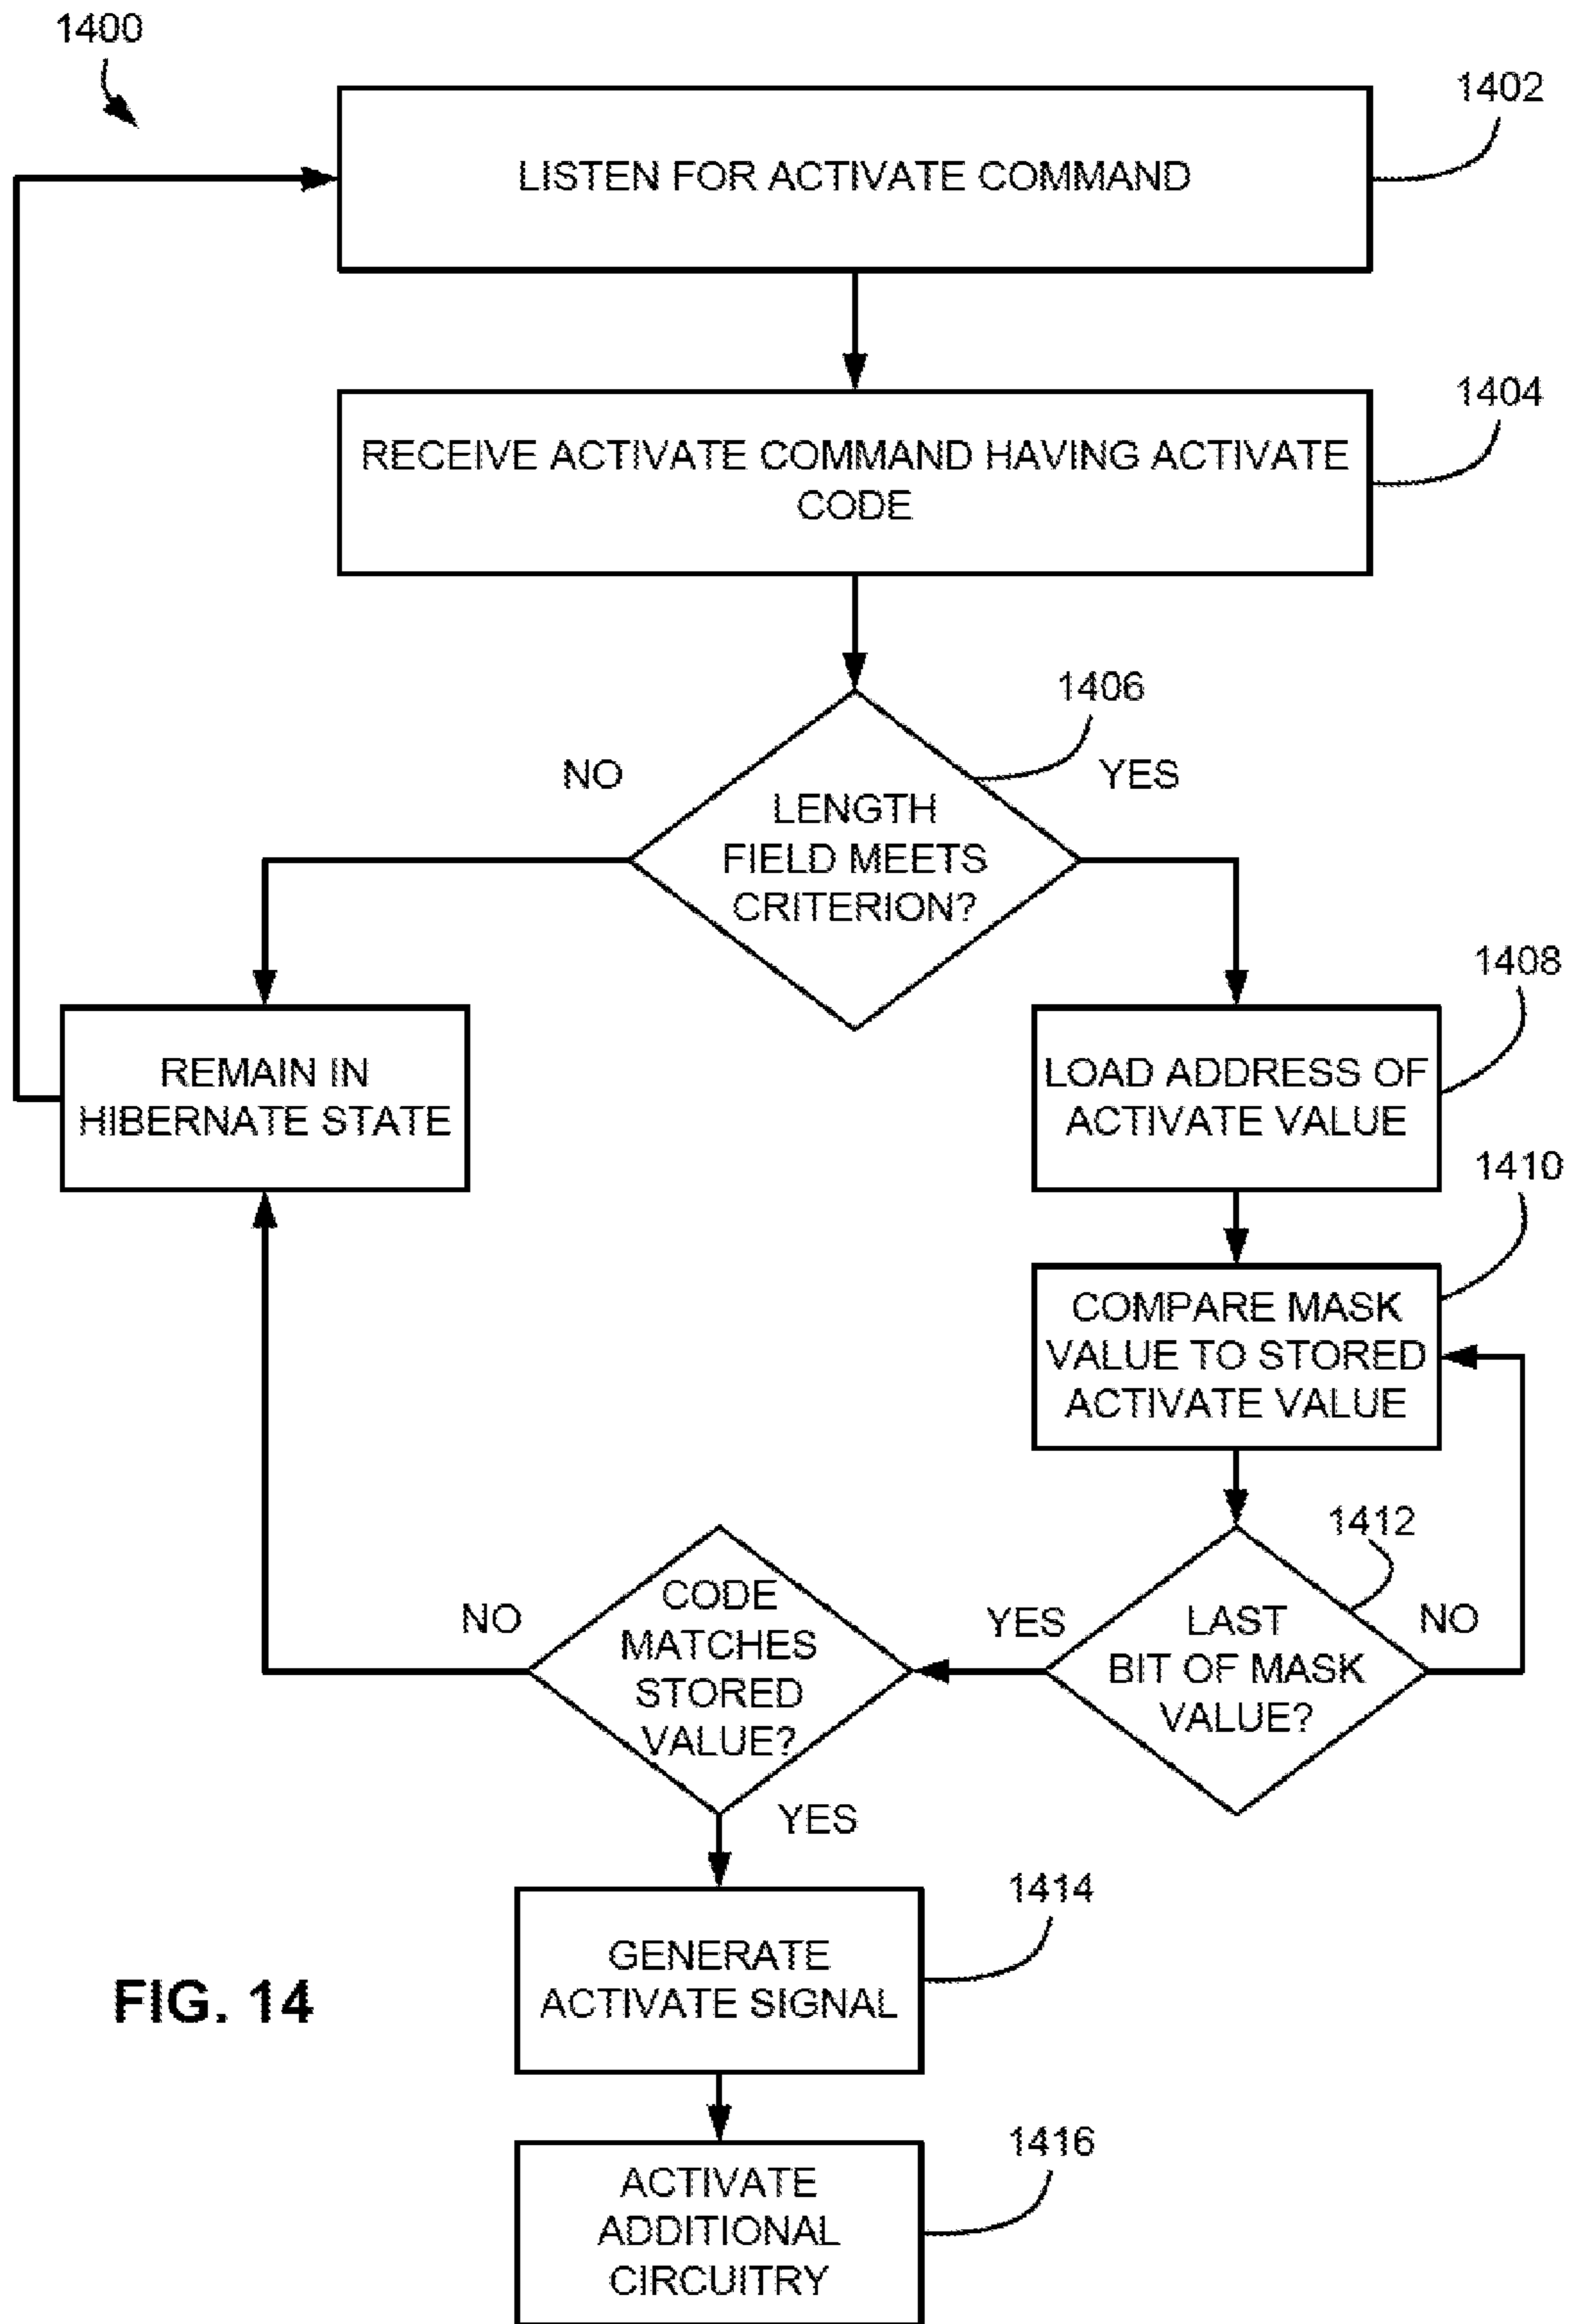 1400
1402
LISTEN FOR ACTIVATE COMMAND
1404
RECEIVE ACTIVATE COMMAND HAVING ACTIVATE
CODE
1406
NO
YES
LENGTH
FIELD MEETS
CRITERION?
1408
REMAIN IN
HIBERNATE STATE
LOAD ADDRESS OF
ACTIVATE VALUE
1410
COMPARE MASK
VALUE TO STORED
ACTIVATE VALUE
1412
NO
CODE
MATCHES
STORED
VALUE?
YES
LAST
BIT OF MASK
VALUE?
NO
YES
1414
GENERATE
ACTIVATE SIGNAL
FIG. 14
1416
ACTIVATE
ADDITIONAL
CIRCUITRY